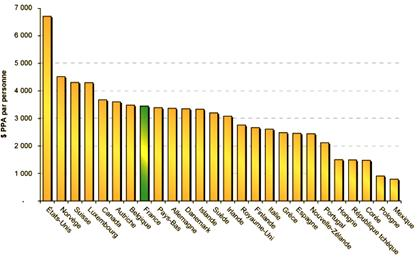 $ PPA par personne
7 000
6 000
5 000
4 000
3 000
2 000
1 000
-
États-Unis
Norvège
Suisse
Luxembourg
Canada
Autriche
Belgique
France
Pays-Bas
Allemagne
Danemark
Islande
Suède
Irlande
Royaume-Uni
Finlande
Italie
Grèce
Espagne
Nouvelle-Zélande
Portugal
Hongrie
République tchèque
Corée
Pologne
Mexique